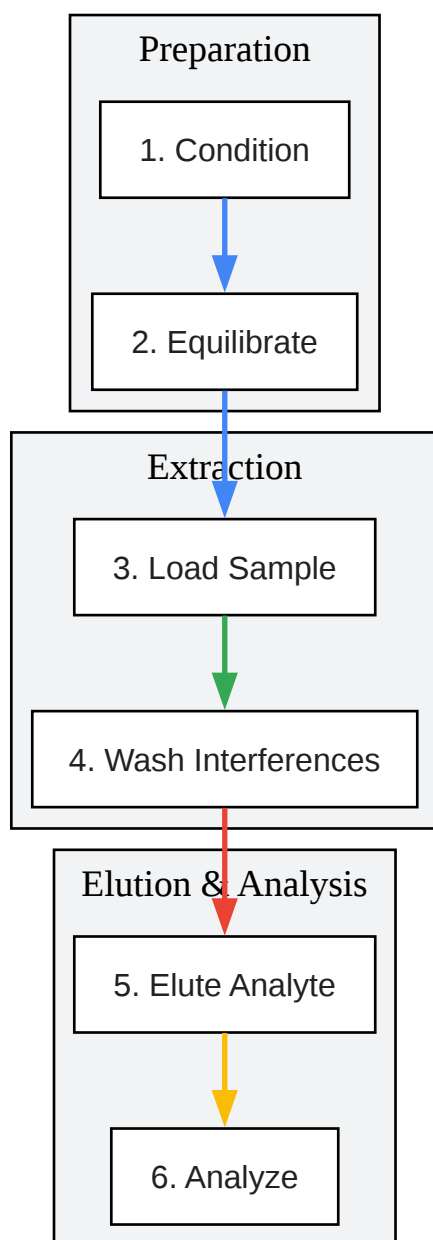 Preparation
1. Condition
2. Equilibrate
Extraction
3. Load Sample
4. Wash Interferences
Elution & Analysis
5. Elute Analyte
6. Analyze